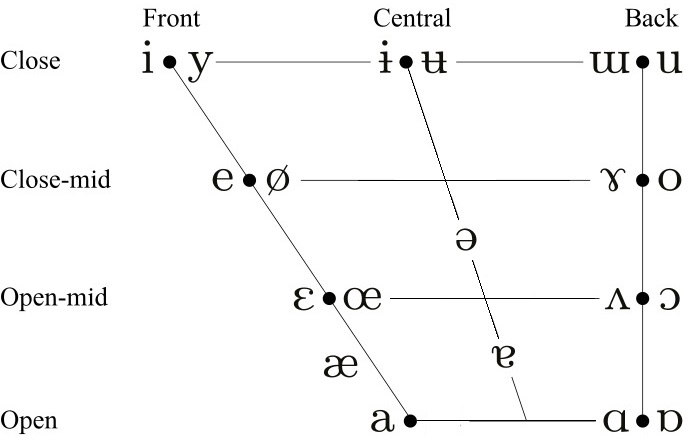 Front Central Back
Close i y ɨ ʉ ɯ u
Close-mid e ø ɤ o
ə
Open-mid ɛ œ ʌ ɔ
ɐ
æ
Open a ɑ ɒ